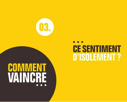 03.
CE SENTIMENT
D'ISOLEMENT ?
COMMENT
VAINCRE